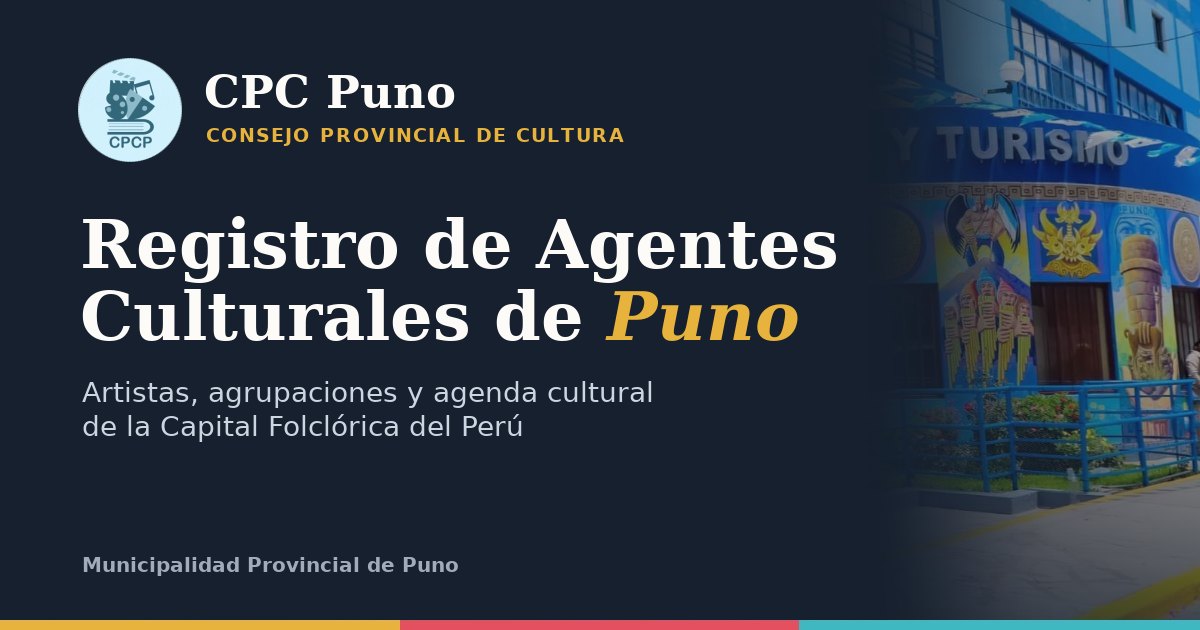 CPCP
CPC Puno
CONSEJO PROVINCIAL DE CULTURA
Registro de Agentes
Culturales de Puno
Artistas, agrupaciones y agenda cultural
de la Capital Folclórica del Perú
Municipalidad Provincial de Puno
Y TURISMO
PUNO